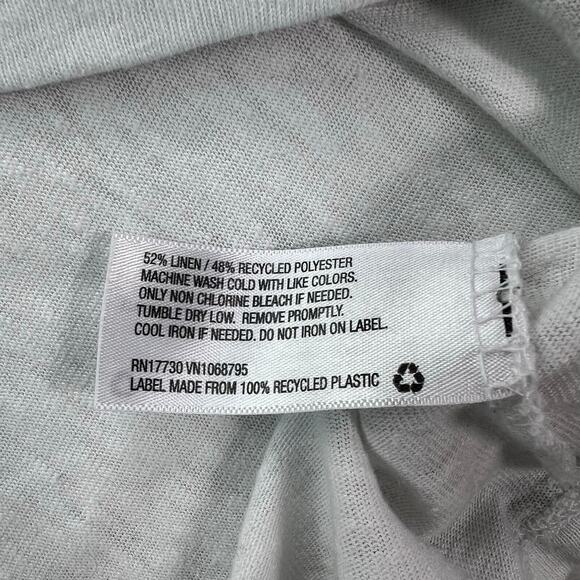 52% LINEN / 48% RECYCLED POLYESTER
MACHINE WASH COLD WITH LIKE COLORS.
ONLY NON CHLORINE BLEACH IF NEEDED.
TUMBLE DRY LOW. REMOVE PROMPTLY.
COOL IRON IF NEEDED. DO NOT IRON ON LABEL.
RN17730 VN1068795
LABEL MADE FROM 100% RECYCLED PLASTIC